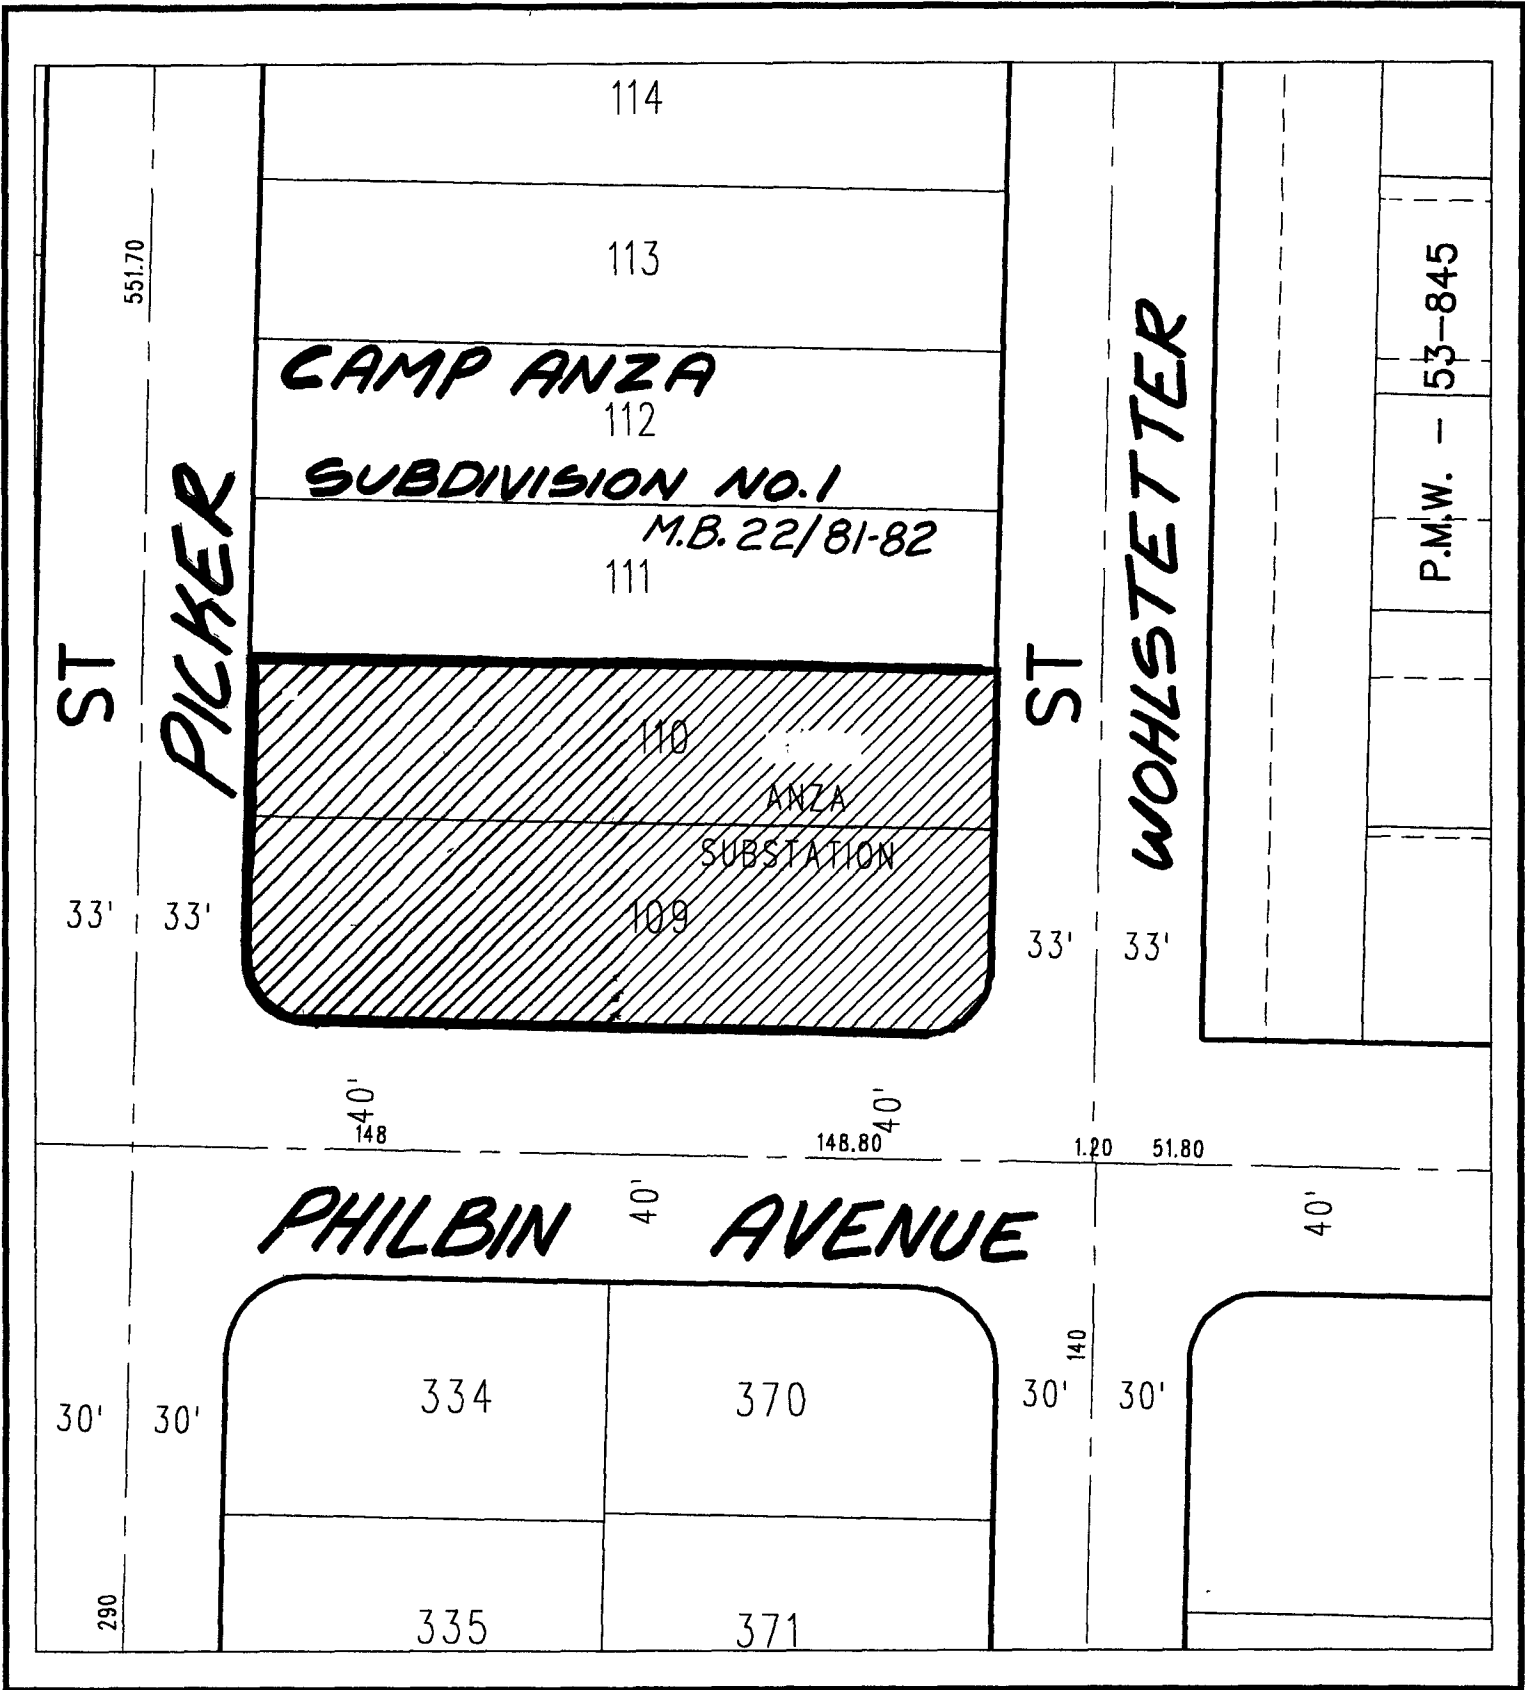 114
551.70
113
CAMP ANZA
112
SUBDIVISION NO.1
M.B. 22/81-82
111
PICKER
ST
WOHLSTETTER
ST
P.M.W. - 53-845
110
ANZA
SUBSTATION
109
33'
33'
33'
33'
40'
40'
148
148.80
1.20
51.80
PHILBIN
40'
AVENUE
40'
334
370
140
30'
30'
30'
30'
290
335
371